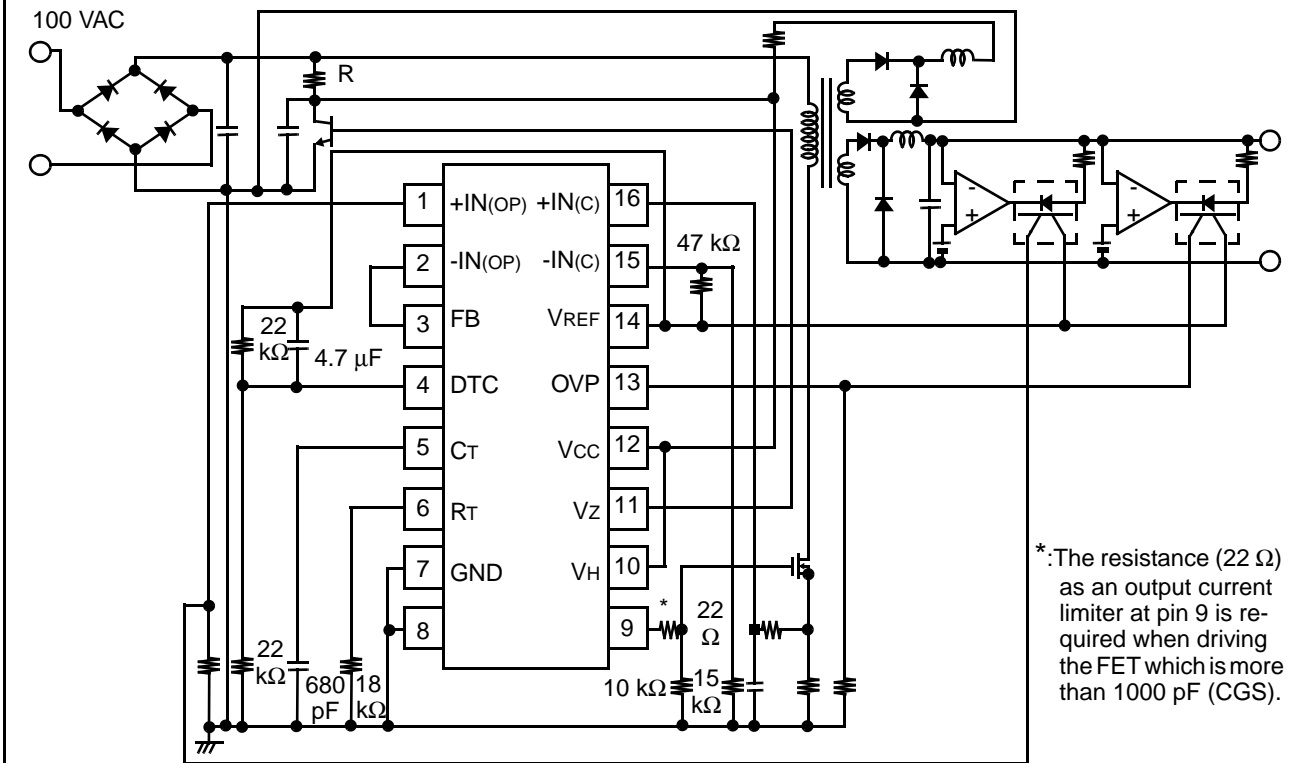 100 VAC
R
1 +IN(OP) +IN(C) 16
2 -IN(OP) -IN(C) 15
47 kΩ
3 FB VREF 14
22
kΩ
4.7 μF
4 DTC OVP 13
5 CT VCC 12
6 RT VZ 11
7 GND VH 10
8 9
*
22
Ω
22
kΩ
680
pF
18
kΩ
10 kΩ
15
kΩ
-
+
-
+
*:The resistance (22 Ω)
as an output current
limiter at pin 9 is re-
quired when driving
the FET which is more
than 1000 pF (CGS).